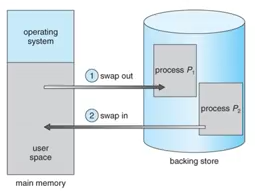 operating
system
1 swap out
process P1
2 swap in
process P2
user
space
backing store
main memory